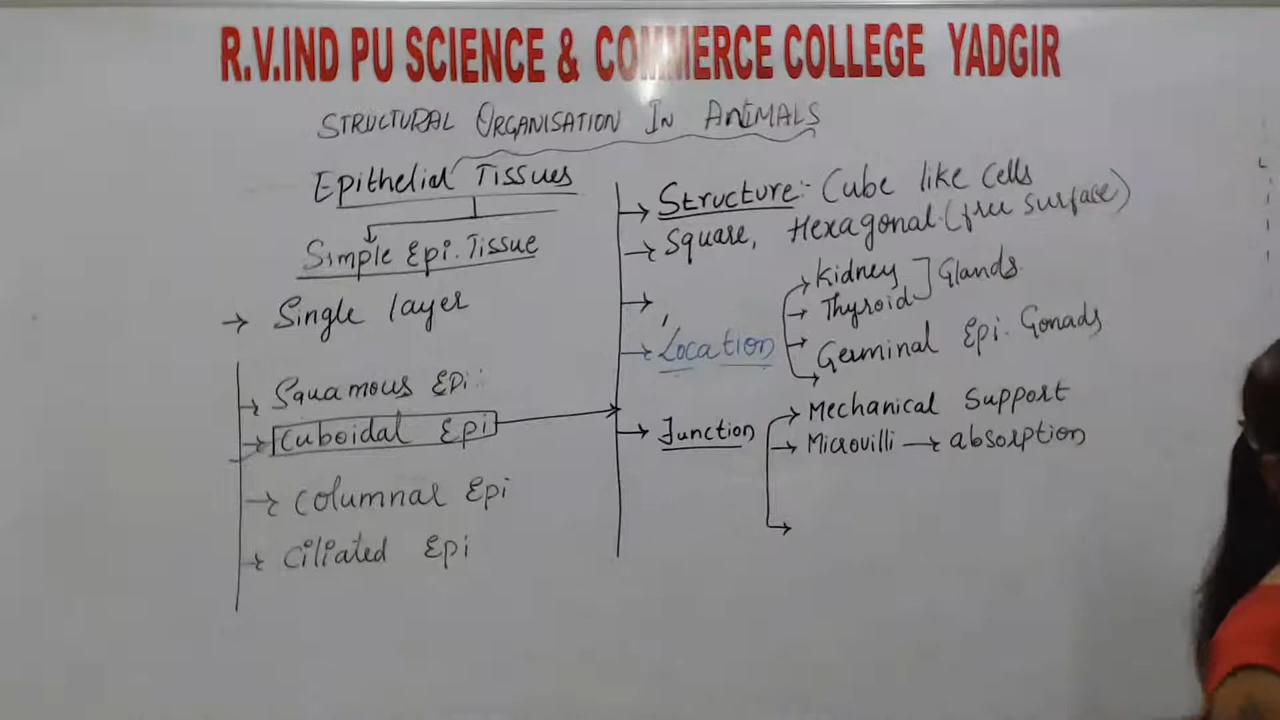 R.V.IND PU SCIENCE & COMMERCE COLLEGE YADGIR
STRUCTURAL ORGANISATION IN ANIMALS
Epithelial Tissues
Simple Epi. Tissue
→ Single layer
→ Squamous Epi:
→ Cuboidal Epi
→ Columnar Epi
→ Ciliated Epi
→ Structure:- Cube like Cells
→ Square, Hexagonal (free surface)
→ ,
→ Location
→ Kidney ] Glands
→ Thyroid
→ Germinal Epi. Gonads
→ Junction
→ Mechanical Support
→ Microvilli → absorption